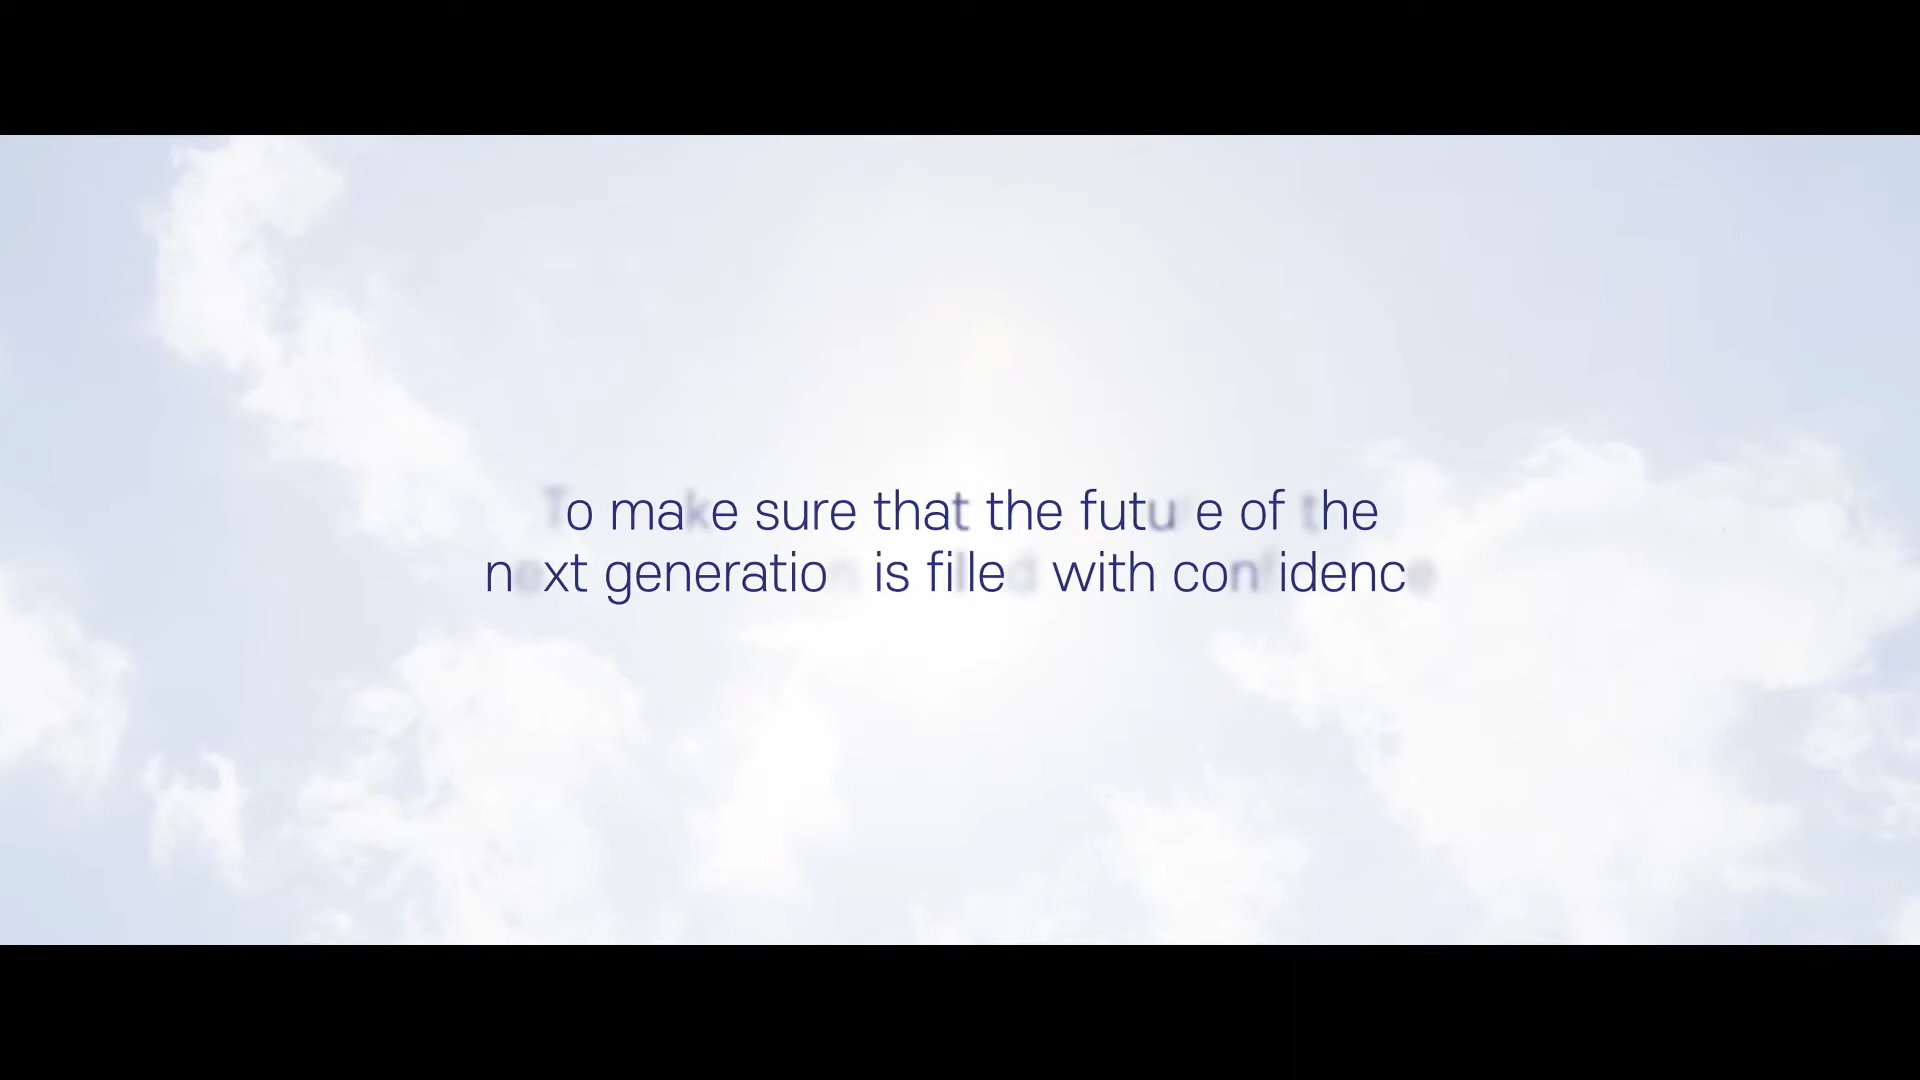 To make sure that the future of the
next generation is filled with confidence